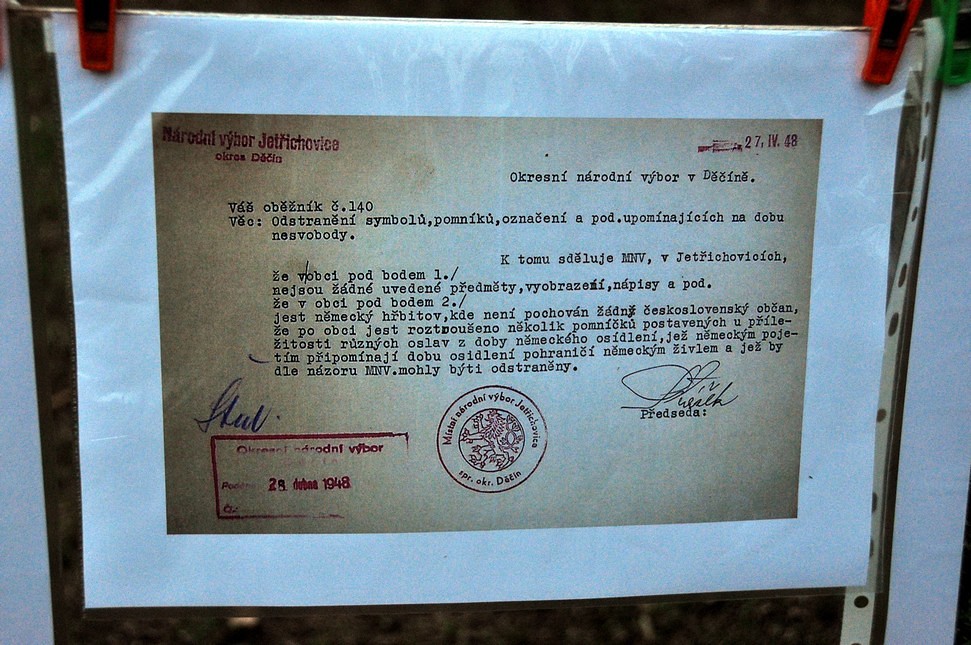 Národní výbor Jetřichovice
okres Děčín
27. IV. 48
Okresní národní výbor v Děčíně.
Váš oběžník č.140
Věc: Odstranění symbolů,pomníků,označení a pod.upomínajících na dobu
nesvobody.
K tomu sděluje MNV, v Jetřichovicích,
že vobci pod bodem 1./
nejsou žádné uvedené předměty,vyobrazení,nápisy a pod.
že v obci pod bodem 2./
jest německý hřbitov,kde není pochován žádný československý občan,
že po obci jest roztroušeno několik pomníčků postavených u příle-
žitosti různých oslav z doby německého osídlení,jež německým poje-
tím připomínají dobu osidlení pohraničí německým živlem a jež by
dle názoru MNV.mohly býti odstraněny.
Předseda:
Místní národní výbor Jetřichovice
spr. okr. Děčín
Okresní národní výbor
28. dubna 1948
Čj.